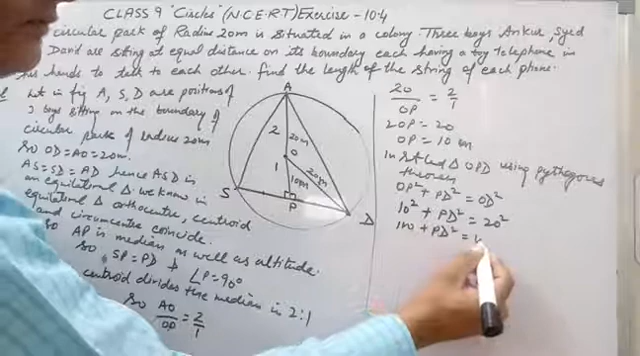 CLASS 9 "Circles" (N.C.E.R.T) Exercise-10.4
circular park of Radius 20m is situated in a colony Three boys Ankur, Syed
David are sitting at equal distance on its boundary each having a toy Telephone in
his hands to talk to each other. find the length of the string of each phone.
Let in fig A, S, D are positions of
3 boys sitting on the boundary of
circular park of radius 20m
So OD=AO=20m.
AS=SD=AD hence ASD is
an equilateral Δ. we know in
equilateral Δ orthocentre, centroid
and circumcentre coincide.
So AP is median as well as altitude.
So SP=PD & ∠P=90°
centroid divides the median in 2:1
So AO/OP = 2/1
A
2
20m
O
1
10m
20m
S
P
D
20/OP = 2/1
2OP = 20
OP = 10 m
In rt Δ OPD using pythagoras
theorem
OP² + PD² = OD²
10² + PD² = 20²
100 + PD² =